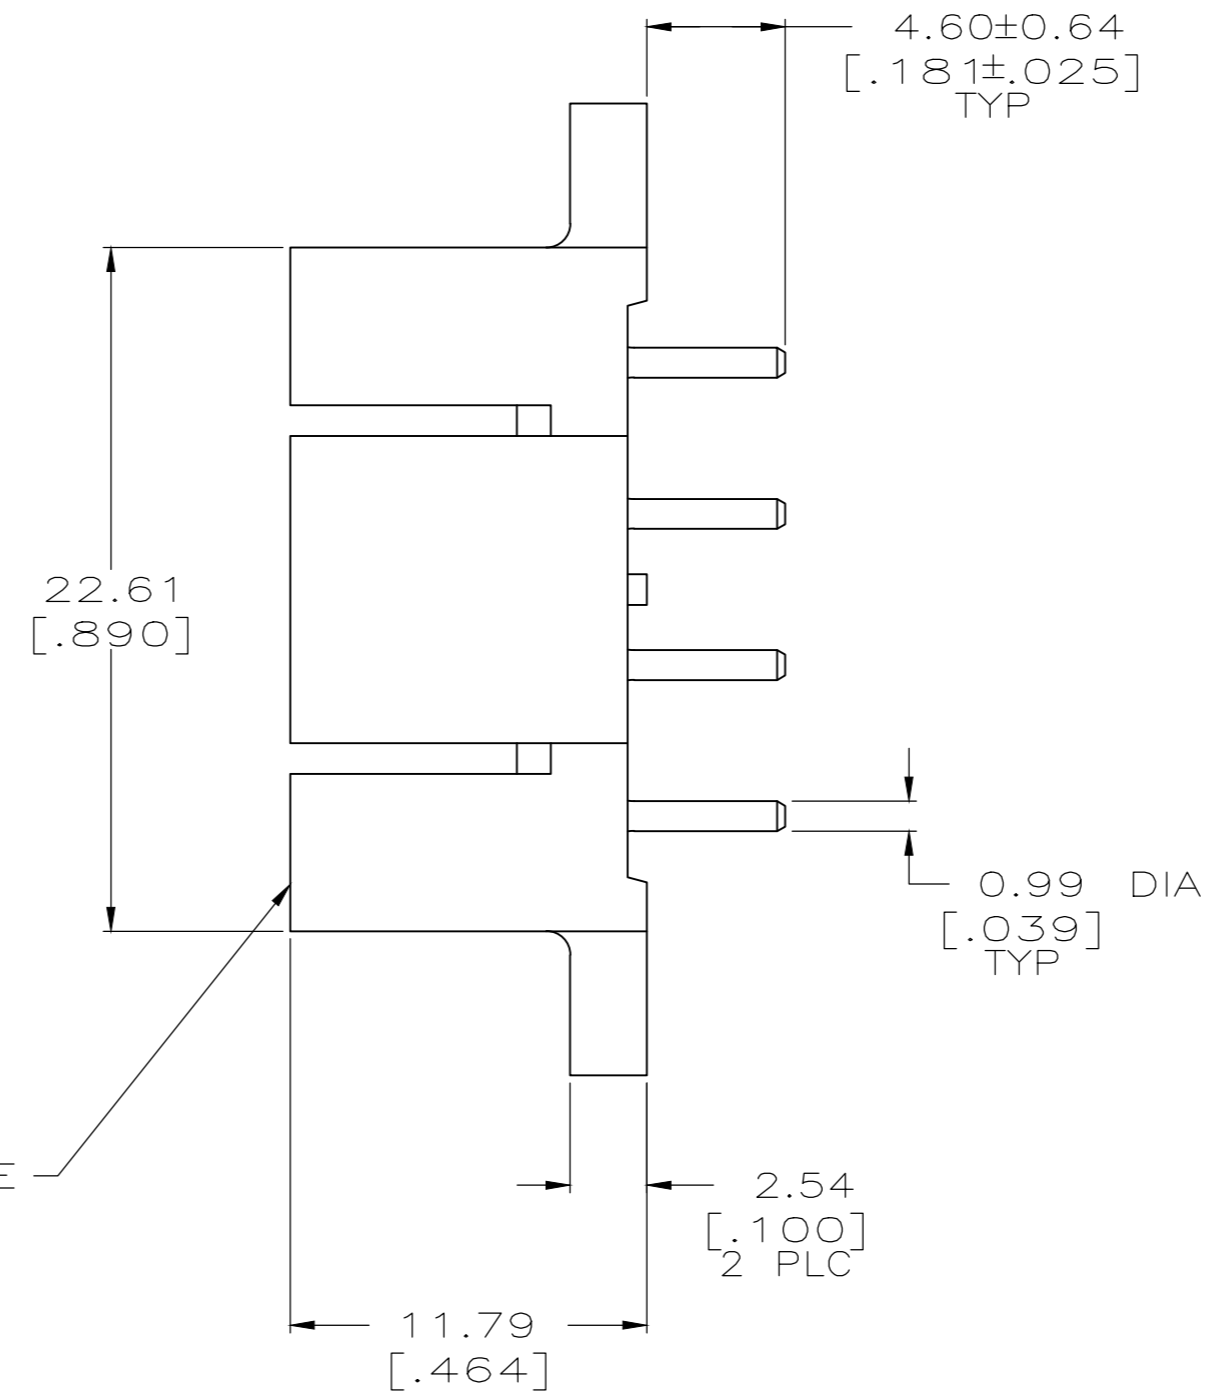 4.60±0.64
[.181±.025]
TYP
22.61
[.890]
0.99 DIA
[.039]
TYP
2.54
[.100]
2 PLC
11.79
[.464]